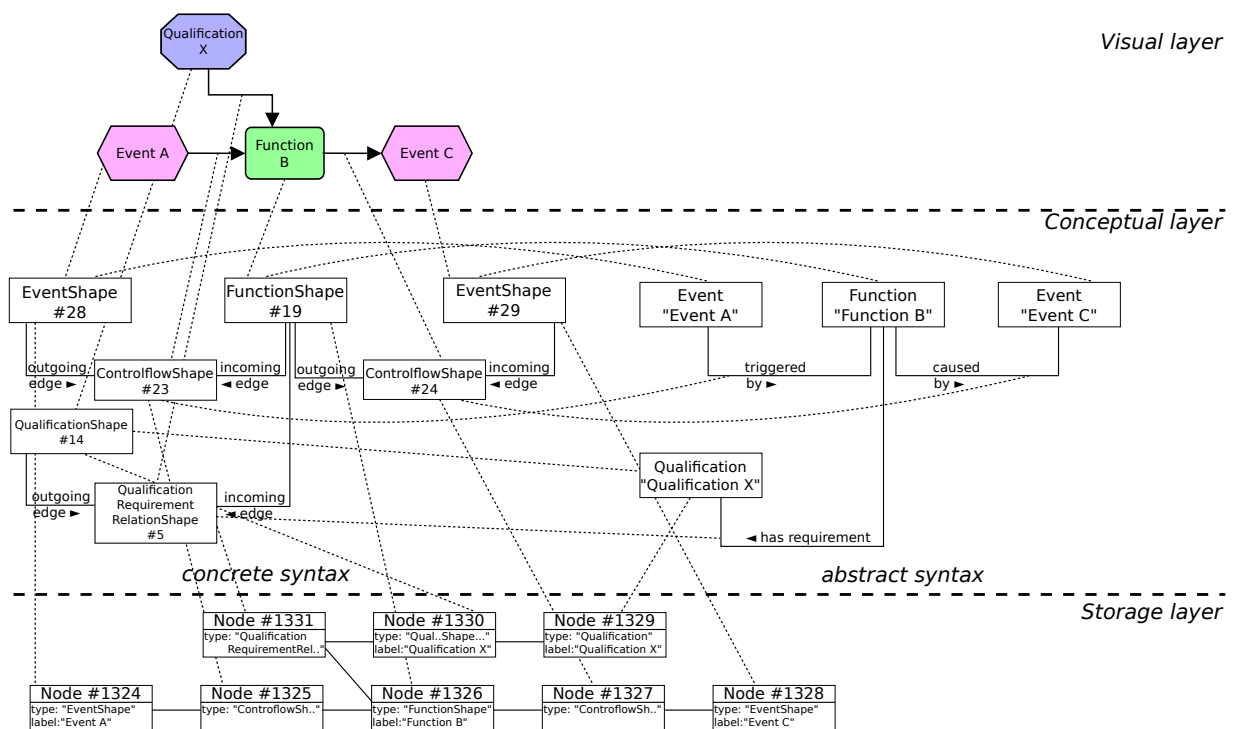 Qualification
X
Visual layer
Event A
Function
B
Event C
Conceptual layer
EventShape
#28
FunctionShape
#19
EventShape
#29
Event
"Event A"
Function
"Function B"
Event
"Event C"
outgoing
edge ►
ControlflowShape
#23
incoming
◄ edge
outgoing
edge ►
ControlflowShape
#24
incoming
◄ edge
triggered
by ►
caused
by ►
QualificationShape
#14
Qualification
"Qualification X"
outgoing
edge ►
Qualification
Requirement
RelationShape
#5
incoming
◄ edge
◄ has requirement
concrete syntax
abstract syntax
Storage layer
Node #1331
type: "Qualification
RequirementRel.."
Node #1330
type: "Qual..Shape..."
label:"Qualification X"
Node #1329
type: "Qualification"
label:"Qualification X"
Node #1324
type: "EventShape"
label:"Event A"
Node #1325
type: "ControflowSh.."
Node #1326
type: "FunctionShape"
label:"Function B"
Node #1327
type: "ControflowSh.."
Node #1328
type: "EventShape"
label:"Event C"